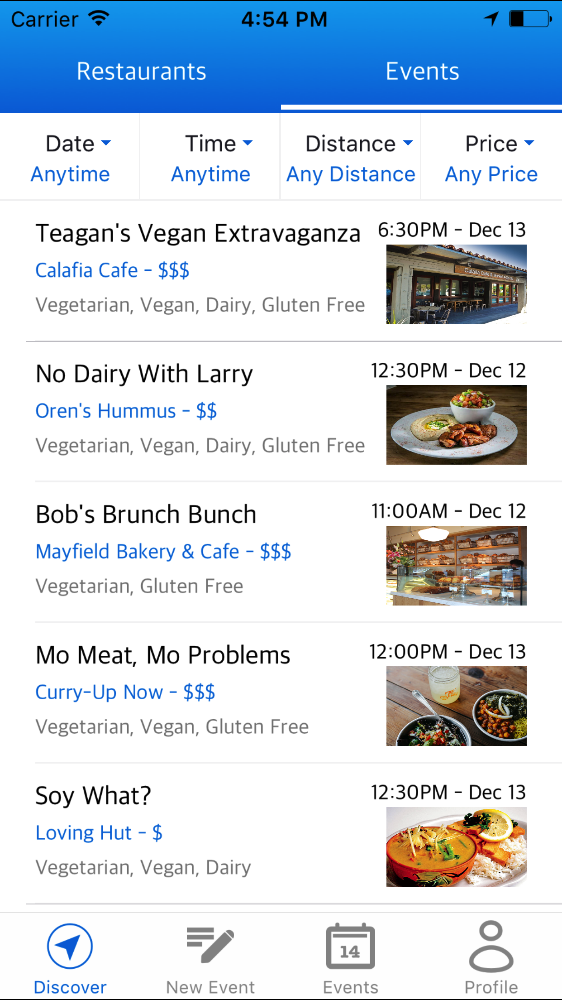 Carrier 4:54 PM
Restaurants Events
Date Time Distance Price
Anytime Anytime Any Distance Any Price
Teagan's Vegan Extravaganza 6:30PM - Dec 13
Calafia Cafe - $$$
Calafia Cafe & Market A-Go-Go
Vegetarian, Vegan, Dairy, Gluten Free
No Dairy With Larry 12:30PM - Dec 12
Oren's Hummus - $$
Vegetarian, Vegan, Dairy, Gluten Free
Bob's Brunch Bunch 11:00AM - Dec 12
Mayfield Bakery & Cafe - $$$
Vegetarian, Gluten Free
Mo Meat, Mo Problems 12:00PM - Dec 13
Curry-Up Now - $$$
Vegetarian, Vegan, Gluten Free
Soy What? 12:30PM - Dec 13
Loving Hut - $
Vegetarian, Vegan, Dairy
14
Discover New Event Events Profile